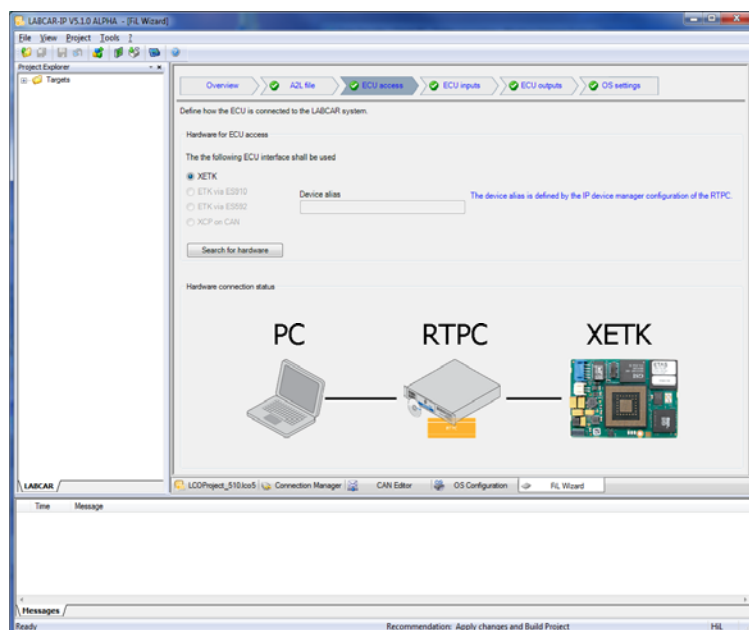 LABCAR-IP V5.1.0 ALPHA - [FiL Wizard]
File View Project Tools ?
Project Explorer
Targets
Overview A2L file ECU access ECU inputs ECU outputs OS settings
Define how the ECU is connected to the LABCAR system.
Hardware for ECU access
The the following ECU interface shall be used
XETK
ETK via ES910
Device alias
The device alias is defined by the IP device manager configuration of the RTPC.
ETK via ES592
XCP on CAN
Search for hardware
Hardware connection status
PC RTPC XETK
ETAS
LABCAR
LCOProject_510.lco5 Connection Manager CAN Editor OS Configuration FiL Wizard
Time Message
Messages
Ready Recommendation: Apply changes and Build Project HiL